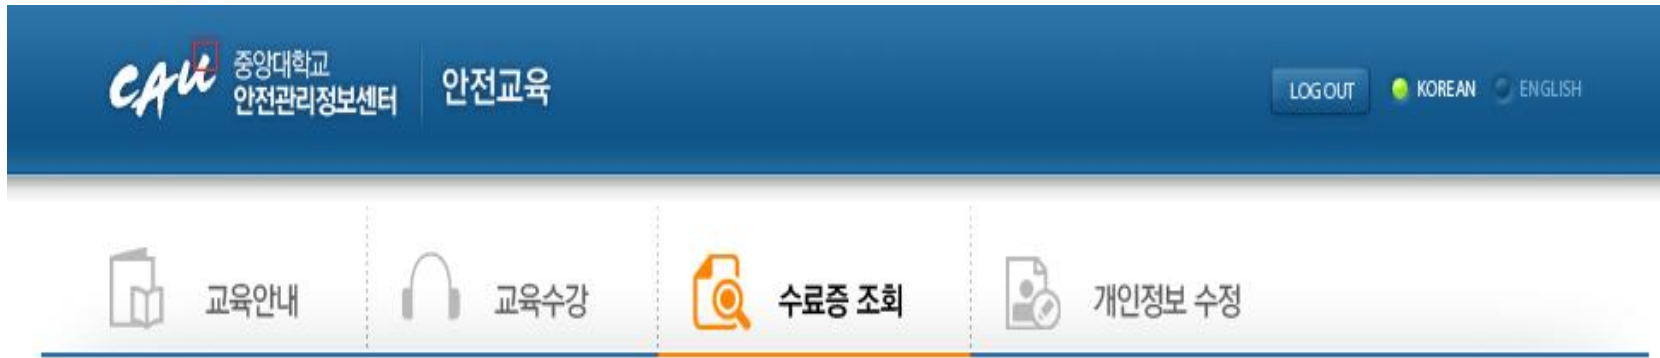 CAU 중앙대학교
안전관리정보센터
안전교육
LOGOUT KOREAN ENGLISH
교육안내 교육수강 수료증 조회 개인정보 수정